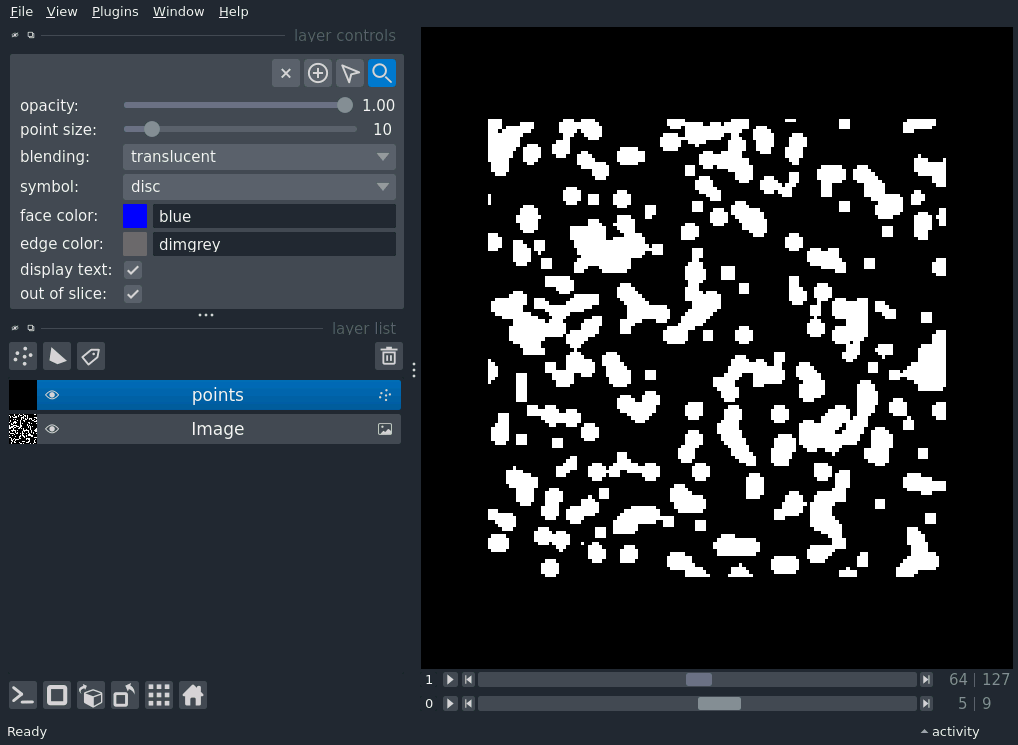 File View Plugins Window Help
layer controls
opacity: 1.00
point size: 10
blending: translucent
symbol: disc
face color: blue
edge color: dimgrey
display text:
out of slice:
layer list
points
Image
1 64 | 127
0 5 | 9
Ready activity